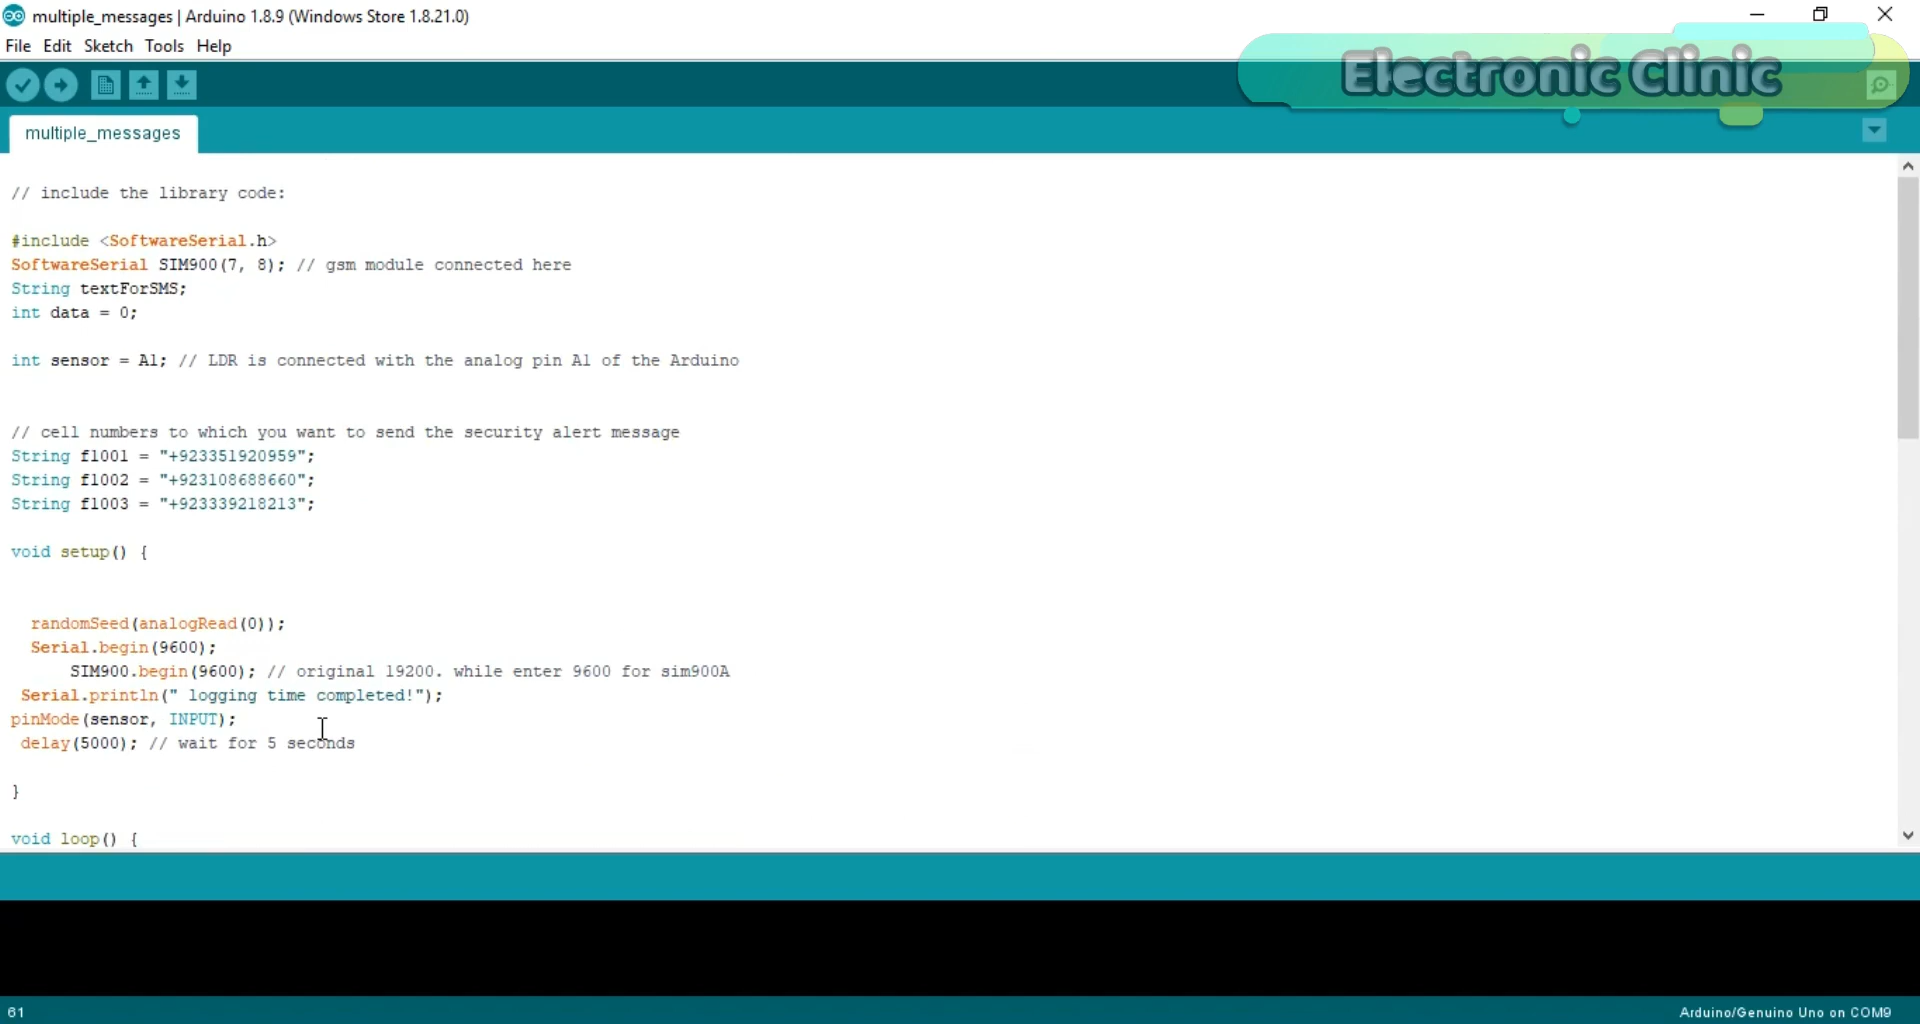 multiple_messages | Arduino 1.8.9 (Windows Store 1.8.21.0)
File Edit Sketch Tools Help
Electronic Clinic
multiple_messages
// include the library code:
#include <SoftwareSerial.h>
SoftwareSerial SIM900(7, 8); // gsm module connected here
String textForSMS;
int data = 0;
int sensor = A1; // LDR is connected with the analog pin A1 of the Arduino
// cell numbers to which you want to send the security alert message
String f1001 = "+923351920959";
String f1002 = "+923108688660";
String f1003 = "+923339218213";
void setup() {
randomSeed(analogRead(0));
Serial.begin(9600);
SIM900.begin(9600); // original 19200. while enter 9600 for sim900A
Serial.println(" logging time completed!");
pinMode(sensor, INPUT);
delay(5000); // wait for 5 seconds
}
void loop() {
61
Arduino/Genuino Uno on COM9